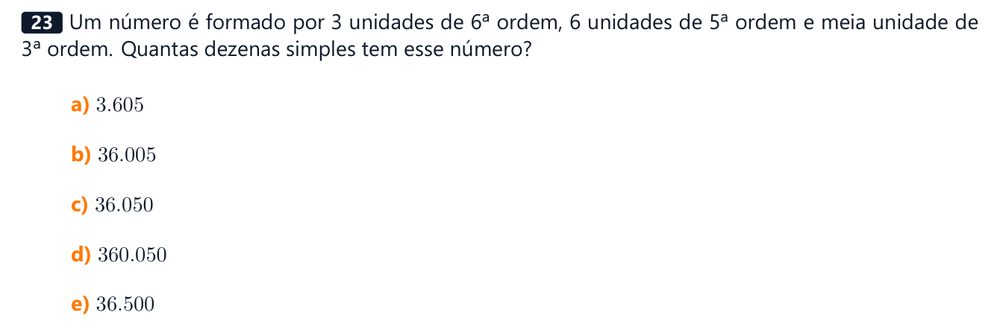 23 Um número é formado por 3 unidades de 6ª ordem, 6 unidades de 5ª ordem e meia unidade de
3ª ordem. Quantas dezenas simples tem esse número?
a) 3.605
b) 36.005
c) 36.050
d) 360.050
e) 36.500